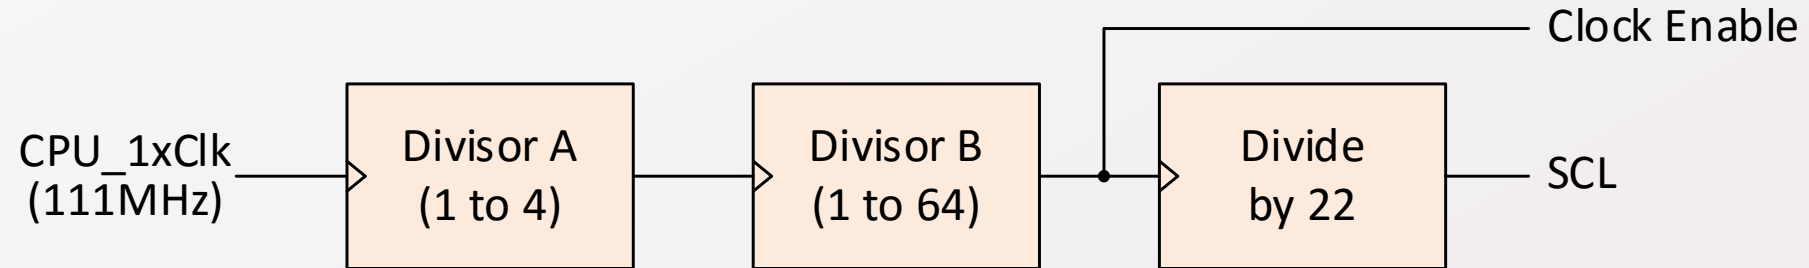 Clock Enable
CPU_1xClk
(111MHz)
Divisor A
(1 to 4)
Divisor B
(1 to 64)
Divide
by 22
SCL